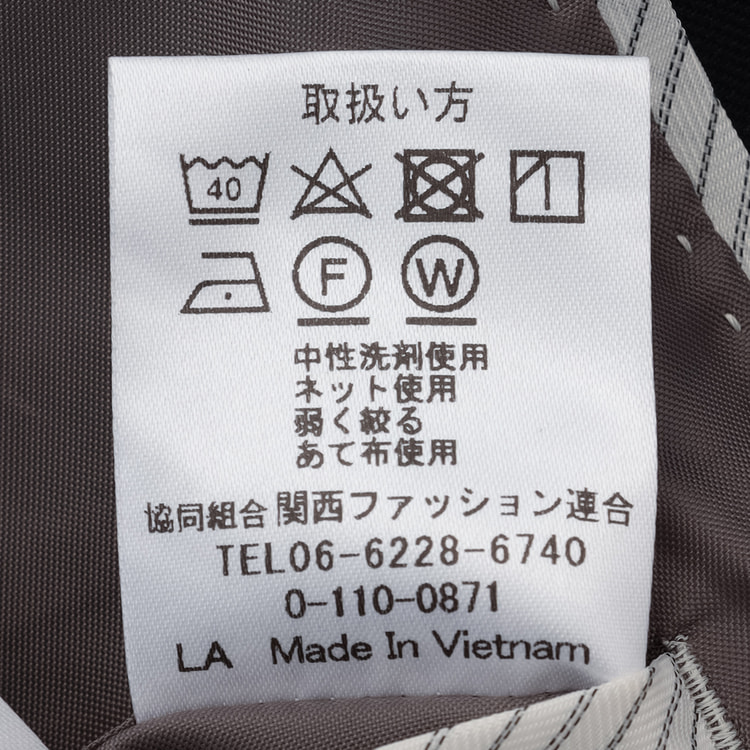 取扱い方
40
F W
中性洗剤使用
ネット使用
弱く絞る
あて布使用
協同組合 関西ファッション連合
TEL06-6228-6740
0-110-0871
LA Made In Vietnam